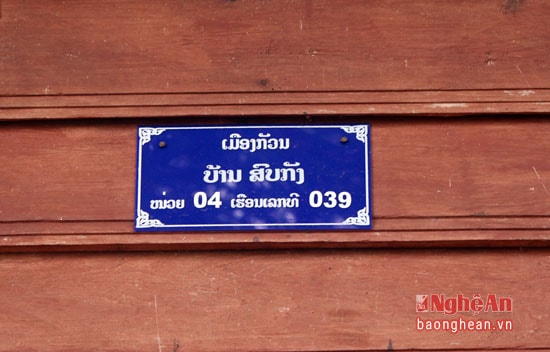 ເມືອງກັວນ
ບ້ານ ສົບກັງ
ໜ່ວຍ 04 ເຮືອນເລກທີ 039
NghệAn
baonghean.vn